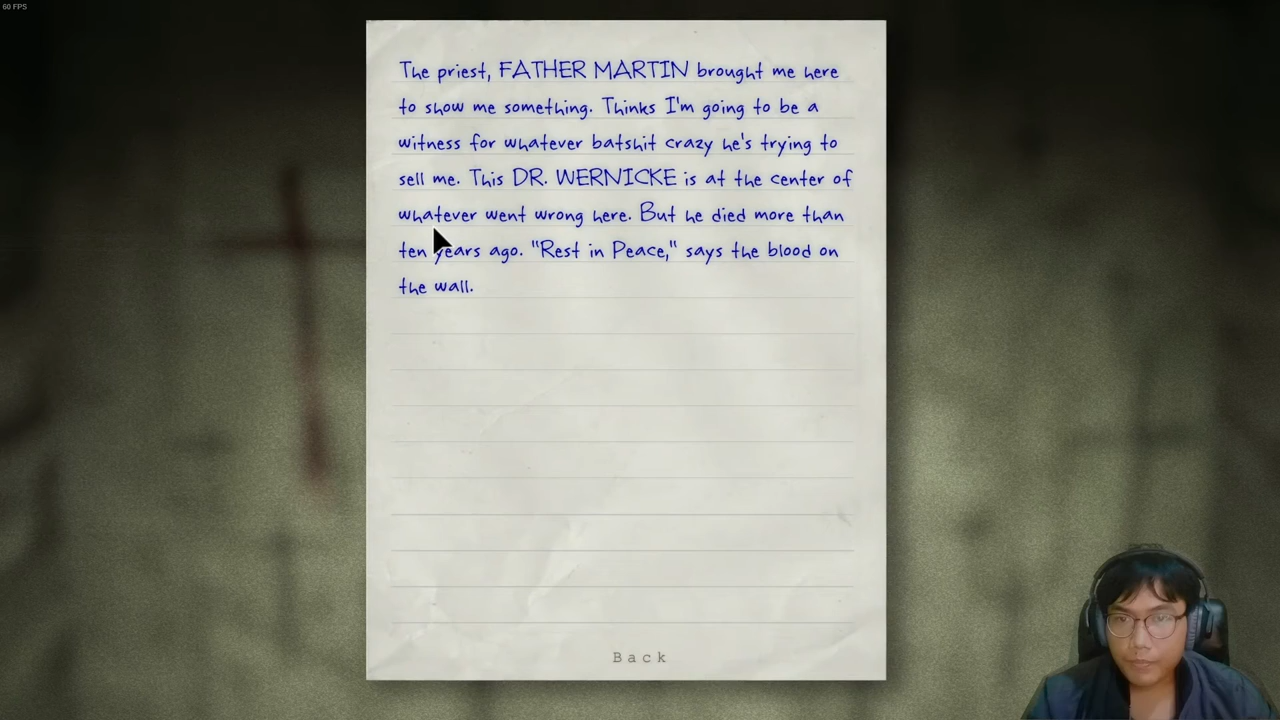 60 FPS
The priest, FATHER MARTIN brought me here
to show me something. Thinks I'm going to be a
witness for whatever batshit crazy he's trying to
sell me. This DR. WERNICKE is at the center of
whatever went wrong here. But he died more than
ten years ago. "Rest in Peace," says the blood on
the wall.
Back